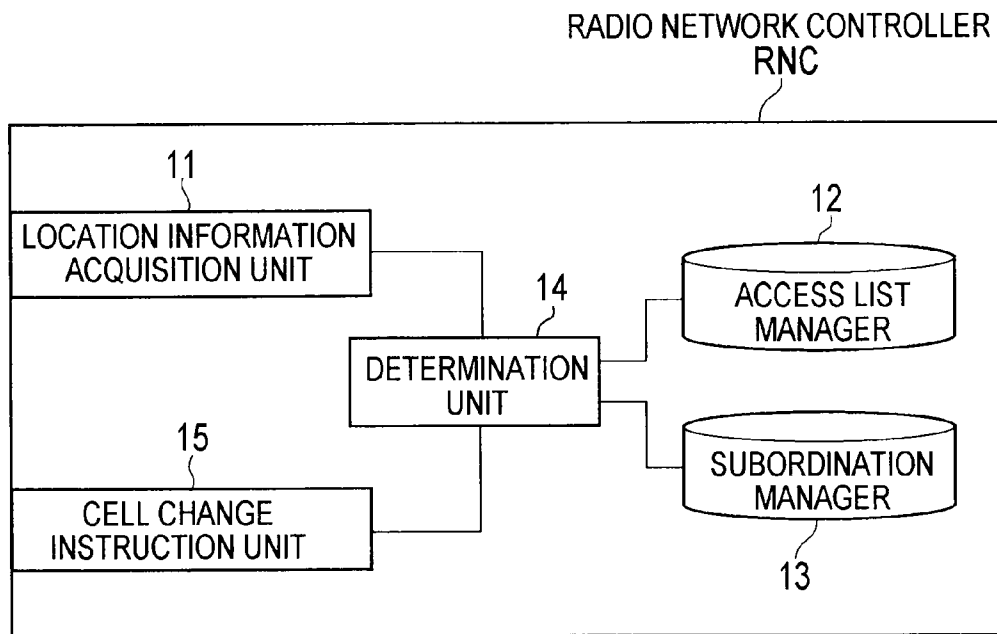 RADIO NETWORK CONTROLLER
RNC
11
LOCATION INFORMATION
ACQUISITION UNIT
12
ACCESS LIST
MANAGER
14
DETERMINATION
UNIT
15
CELL CHANGE
INSTRUCTION UNIT
SUBORDINATION
MANAGER
13